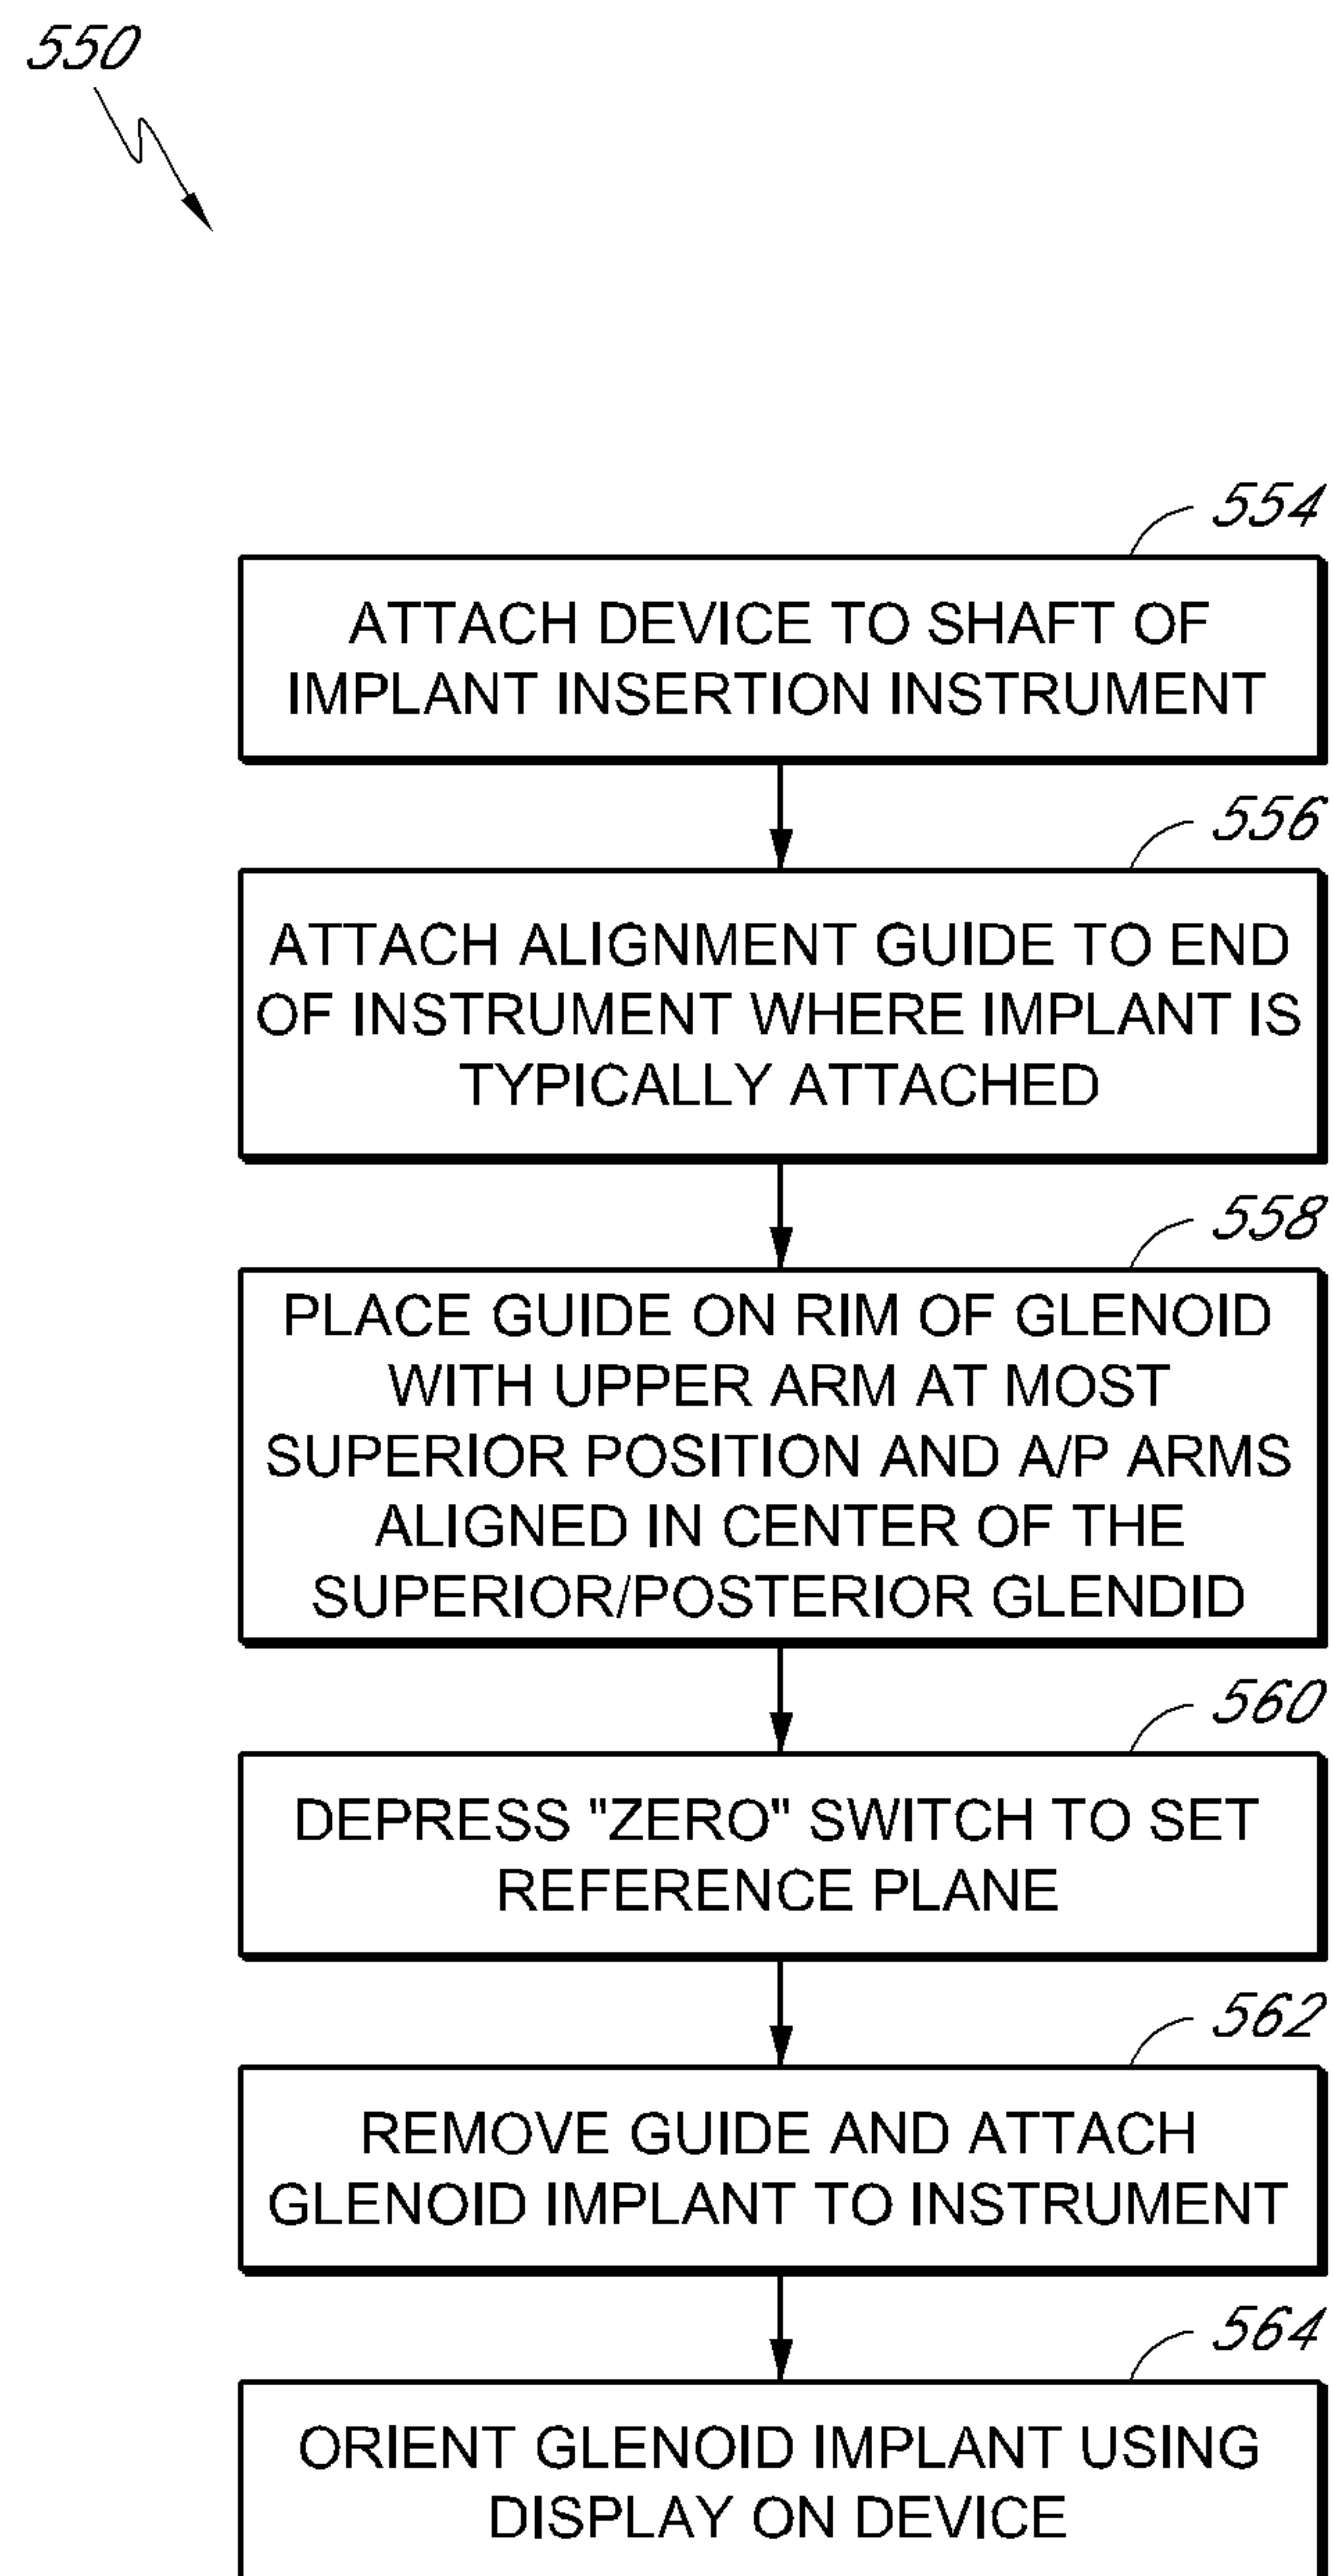 550
554
ATTACH DEVICE TO SHAFT OF
IMPLANT INSERTION INSTRUMENT
556
ATTACH ALIGNMENT GUIDE TO END
OF INSTRUMENT WHERE IMPLANT IS
TYPICALLY ATTACHED
558
PLACE GUIDE ON RIM OF GLENOID
WITH UPPER ARM AT MOST
SUPERIOR POSITION AND A/P ARMS
ALIGNED IN CENTER OF THE
SUPERIOR/POSTERIOR GLENDID
560
DEPRESS "ZERO" SWITCH TO SET
REFERENCE PLANE
562
REMOVE GUIDE AND ATTACH
GLENOID IMPLANT TO INSTRUMENT
564
ORIENT GLENOID IMPLANT USING
DISPLAY ON DEVICE